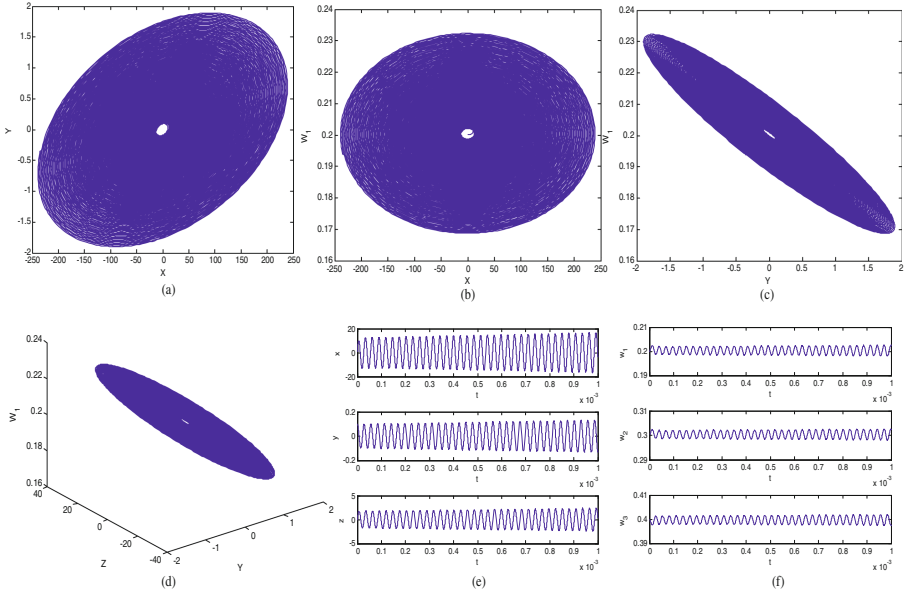 2
1.5
1
0.5
0
-0.5
-1
1.5
2
Y
-250 -200 -150 -100 -50 0 50 100 150 200 250
X
(a)
0.24
0.23
0.22
0.21
0.2
0.19
0.18
0.17
0.16
W1
-250 -200 -150 -100 -50 0 50 100 150 200 250
X
(b)
0.24
0.23
0.22
0.21
0.2
0.19
0.18
0.17
0.16
W1
-2 -1.5 -1 -0.5 0 0.5 1 1.5 2
Y
(c)
0.24
0.22
0.2
0.18
0.16
W1
40
20
0
-20
-40
Z
-2
-1
0
1
2
Y
(d)
20
0
-20
x
0 0.1 0.2 0.3 0.4 0.5 0.6 0.7 0.8 0.9 1
t
x 10-3
0.2
0
-0.2
y
0 0.1 0.2 0.3 0.4 0.5 0.6 0.7 0.8 0.9 1
t
x 10-3
5
0
-5
z
0 0.1 0.2 0.3 0.4 0.5 0.6 0.7 0.8 0.9 1
t
x 10-3
(e)
0.21
0.2
0.19
w1
0 0.1 0.2 0.3 0.4 0.5 0.6 0.7 0.8 0.9 1
t
x 10-3
0.31
0.3
0.29
w2
0 0.1 0.2 0.3 0.4 0.5 0.6 0.7 0.8 0.9 1
t
x 10-3
0.41
0.4
0.39
w3
0 0.1 0.2 0.3 0.4 0.5 0.6 0.7 0.8 0.9 1
t
x 10-3
(f)